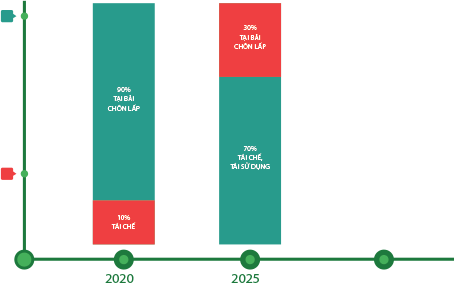 90%
TẠI BÃI
CHÔN LẤP
10%
TÁI CHẾ
30%
TẠI BÃI
CHÔN LẤP
70%
TÁI CHẾ,
TÁI SỬ DỤNG
2020
2025